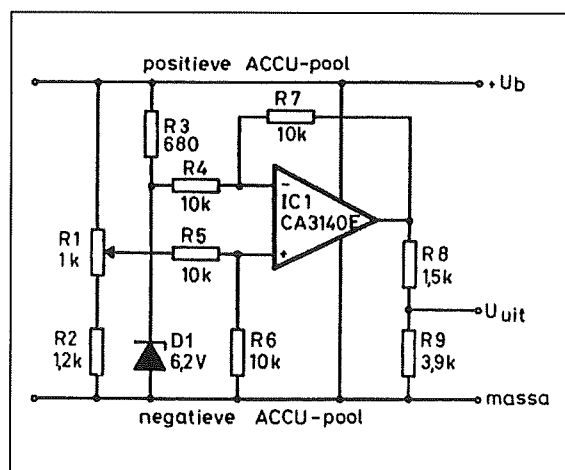 positieve ACCU-pool
+Ub
R7
10k
R3
680
R4
10k
IC1
CA3140E
R1
1k
R5
10k
R8
1,5k
Uuit
R2
1,2k
D1
6,2V
R6
10k
R9
3,9k
massa
negatieve ACCU-pool